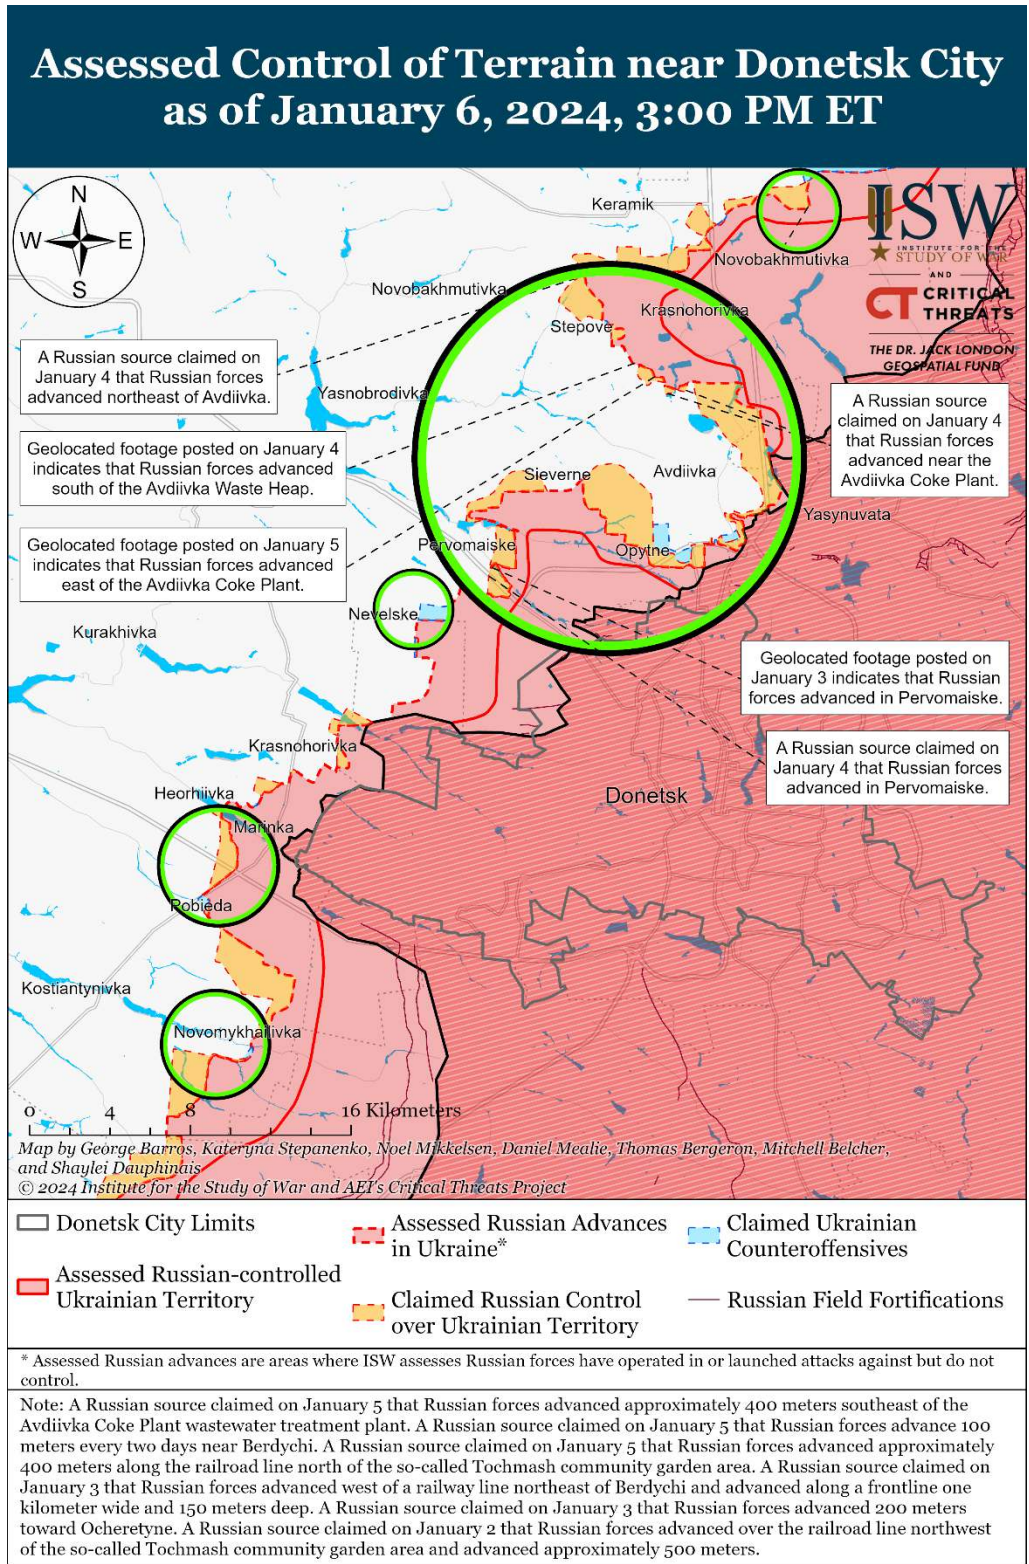 Assessed Control of Terrain near Donetsk City
as of January 6, 2024, 3:00 PM ET
N
W
E
S
Keramik
ISW
INSTITUTE FOR THE
STUDY OF WAR
AND
CT CRITICAL
THREATS
THE DR. JACK LONDON
GEOSPATIAL FUND
Novobakhmutivka
Novobakhmutivka
Krasnohorivka
Stepove
A Russian source claimed on
January 4 that Russian forces
advanced northeast of Avdiivka.
Yasnobrodivka
A Russian source
claimed on January 4
that Russian forces
advanced near the
Avdiivka Coke Plant.
Geolocated footage posted on January 4
indicates that Russian forces advanced
south of the Avdiivka Waste Heap.
Sieverne
Avdiivka
Yasynuvata
Geolocated footage posted on January 5
indicates that Russian forces advanced
east of the Avdiivka Coke Plant.
Pervomaiske
Opytne
Nevelske
Kurakhivka
Geolocated footage posted on
January 3 indicates that Russian
forces advanced in Pervomaiske.
A Russian source claimed on
January 4 that Russian forces
advanced in Pervomaiske.
Krasnohorivka
Heorhiivka
Donetsk
Marinka
Pobieda
Kostiantynivka
Novomykhailivka
0 4 8 16 Kilometers
Map by George Barros, Kateryna Stepanenko, Noel Mikkelsen, Daniel Mealie, Thomas Bergeron, Mitchell Belcher,
and Shaylei Dauphinais
© 2024 Institute for the Study of War and AEI's Critical Threats Project
Donetsk City Limits
Assessed Russian-controlled
Ukrainian Territory
Assessed Russian Advances
in Ukraine*
Claimed Russian Control
over Ukrainian Territory
Claimed Ukrainian
Counteroffensives
Russian Field Fortifications
* Assessed Russian advances are areas where ISW assesses Russian forces have operated in or launched attacks against but do not
control.
Note: A Russian source claimed on January 5 that Russian forces advanced approximately 400 meters southeast of the
Avdiivka Coke Plant wastewater treatment plant. A Russian source claimed on January 5 that Russian forces advance 100
meters every two days near Berdychi. A Russian source claimed on January 5 that Russian forces advanced approximately
400 meters along the railroad line north of the so-called Tochmash community garden area. A Russian source claimed on
January 3 that Russian forces advanced west of a railway line northeast of Berdychi and advanced along a frontline one
kilometer wide and 150 meters deep. A Russian source claimed on January 3 that Russian forces advanced 200 meters
toward Ocheretyne. A Russian source claimed on January 2 that Russian forces advanced over the railroad line northwest
of the so-called Tochmash community garden area and advanced approximately 500 meters.